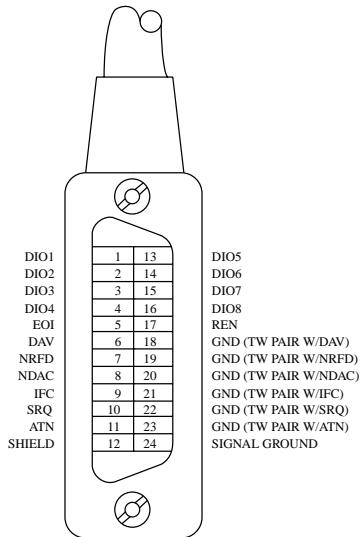 DIO1 1 13 DIO5
DIO2 2 14 DIO6
DIO3 3 15 DIO7
DIO4 4 16 DIO8
EOI 5 17 REN
DAV 6 18 GND (TW PAIR W/DAV)
NRFD 7 19 GND (TW PAIR W/NRFD)
NDAC 8 20 GND (TW PAIR W/NDAC)
IFC 9 21 GND (TW PAIR W/IFC)
SRQ 10 22 GND (TW PAIR W/SRQ)
ATN 11 23 GND (TW PAIR W/ATN)
SHIELD 12 24 SIGNAL GROUND